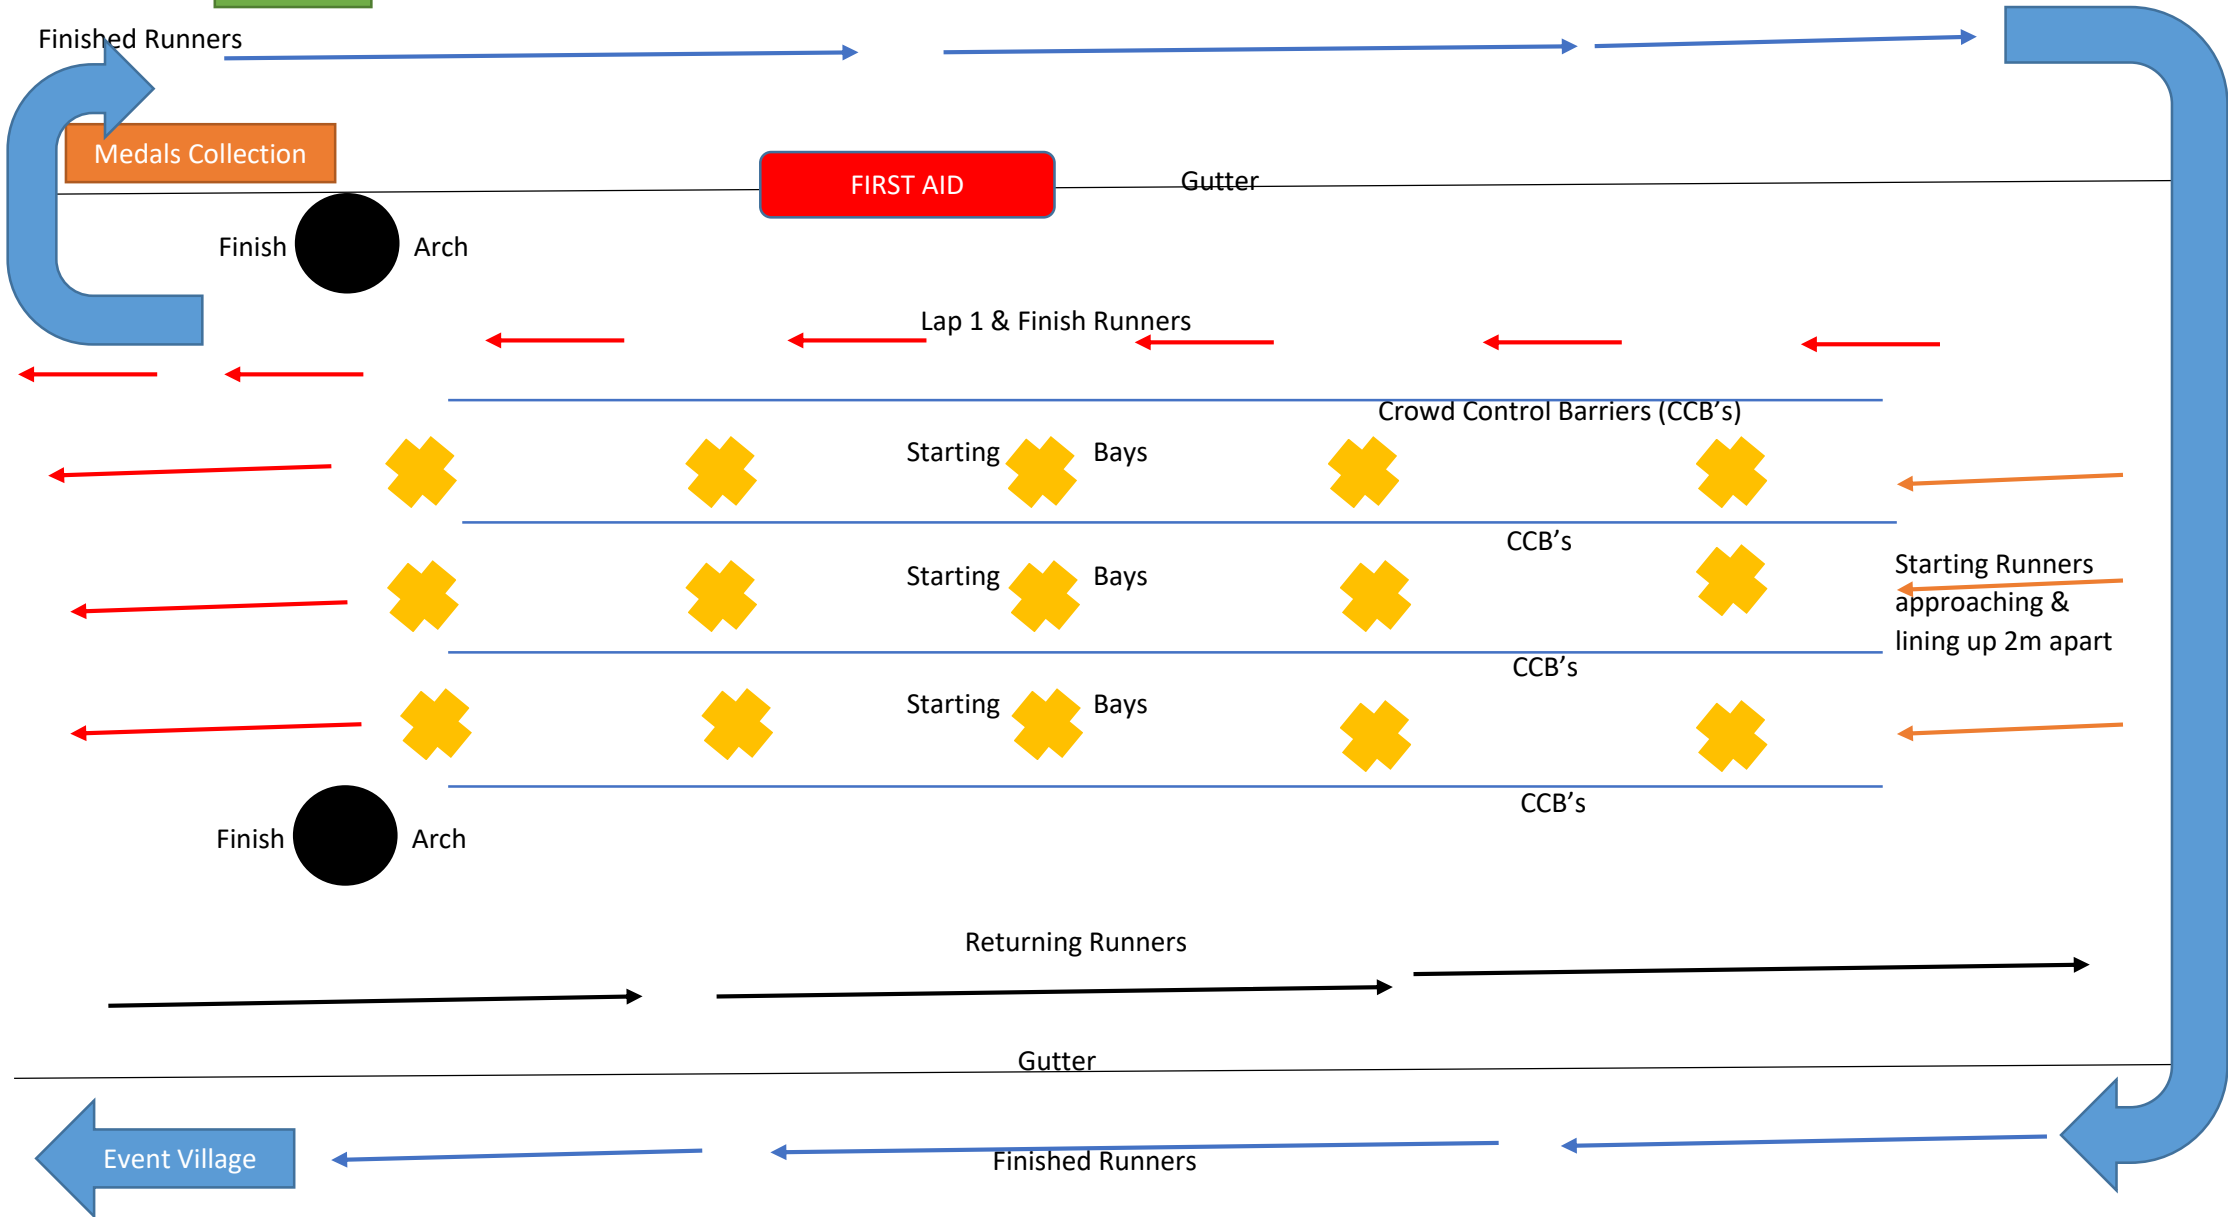 Finished Runners
Medals Collection
FIRST AID
Gutter
Finish Arch
Lap 1 & Finish Runners
Crowd Control Barriers (CCB's)
Starting Bays
CCB's
Starting Runners
approaching &
lining up 2m apart
Starting Bays
CCB's
Starting Bays
CCB's
Finish Arch
Returning Runners
Gutter
Event Village
Finished Runners